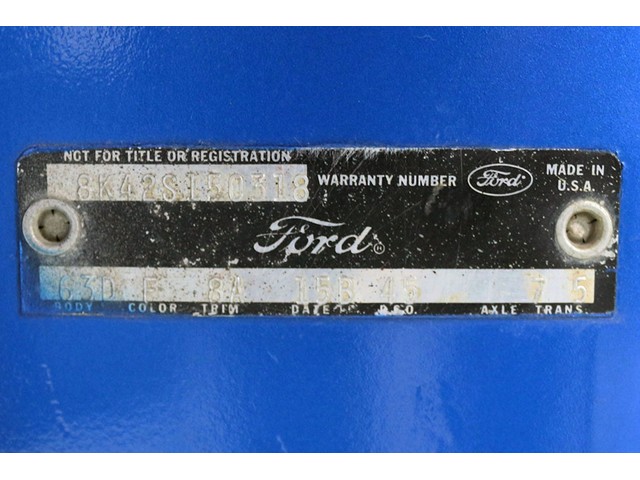 NOT FOR TITLE OR REGISTRATION
8K42S150318 WARRANTY NUMBER L Ford MADE IN U.S.A.
Ford
63D F 8A 15B 45 7 5
BODY COLOR TRIM DATE D.S.O. AXLE TRANS.